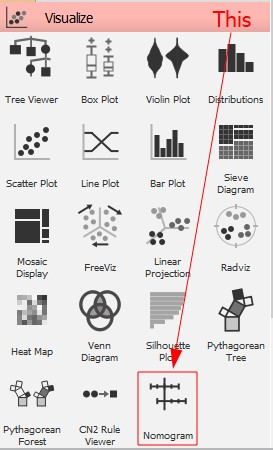 Visualize
This
Tree Viewer
Box Plot
Violin Plot
Distributions
Scatter Plot
Line Plot
Bar Plot
Sieve
Diagram
Mosaic
Display
FreeViz
Linear
Projection
Radviz
Heat Map
Venn
Diagram
Silhouette
Plot
Pythagorean
Tree
Pythagorean
Forest
CN2 Rule
Viewer
Nomogram